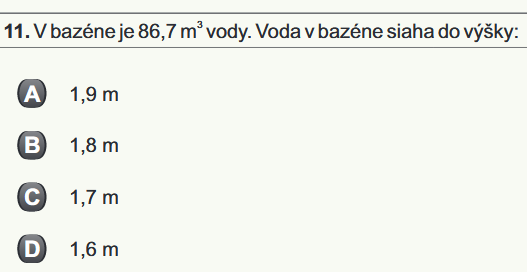 11. V bazéne je 86,7 m³ vody. Voda v bazéne siaha do výšky:
A 1,9 m
B 1,8 m
C 1,7 m
D 1,6 m